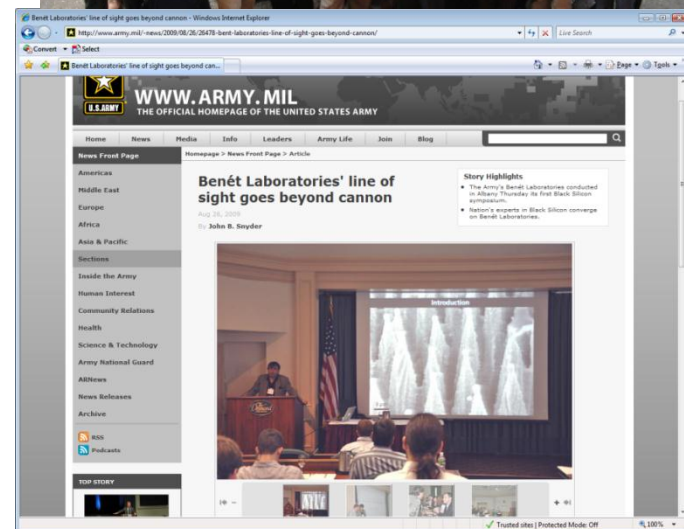 Benét Laboratories' line of sight goes beyond cannon - Windows Internet Explorer
http://www.army.mil/-news/2009/08/26/26478-bent-laboratories-line-of-sight-goes-beyond-cannon/
Live Search
Convert
Select
Benét Laboratories' line of sight goes beyond can...
Page
Tools
U.S.ARMY
WWW.ARMY.MIL
THE OFFICIAL HOMEPAGE OF THE UNITED STATES ARMY
Home News Media Info Leaders Army Life Join Blog
News Front Page
Homepage > News Front Page > Article
Americas
Middle East
Europe
Africa
Asia & Pacific
Sections
Inside the Army
Human Interest
Community Relations
Health
Science & Technology
Army National Guard
ARNews
News Releases
Archive
RSS
Podcasts
TOP STORY
Benét Laboratories' line of
sight goes beyond cannon
Aug 26, 2009
By John B. Snyder
Story Highlights
The Army's Benét Laboratories conducted
in Albany Thursday its first Black Silicon
symposium.
Nation's experts in Black Silicon converge
on Benét Laboratories.
Introduction
Trusted sites | Protected Mode: Off
100%